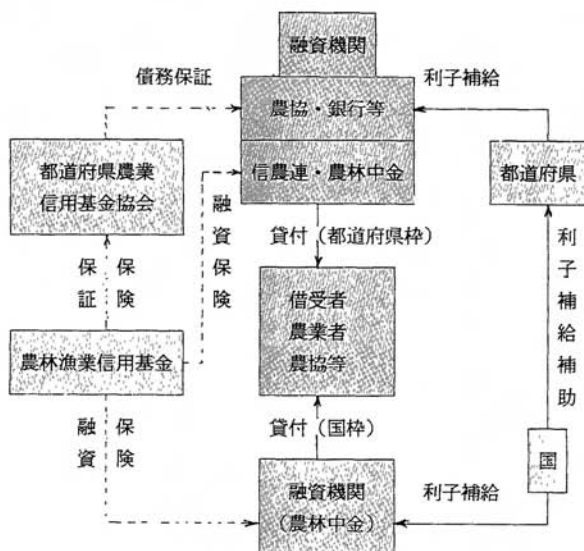 融資機関
債務保証
利子補給
農協・銀行等
都道府県農業
信用基金協会
信農連・農林中金
都道府県
融資保険
貸付（都道府県枠）
保証保険
借受者
農業者
農協等
利子補給補助
農林漁業信用基金
貸付（国枠）
融資保険
国
融資機関
（農林中金）
利子補給